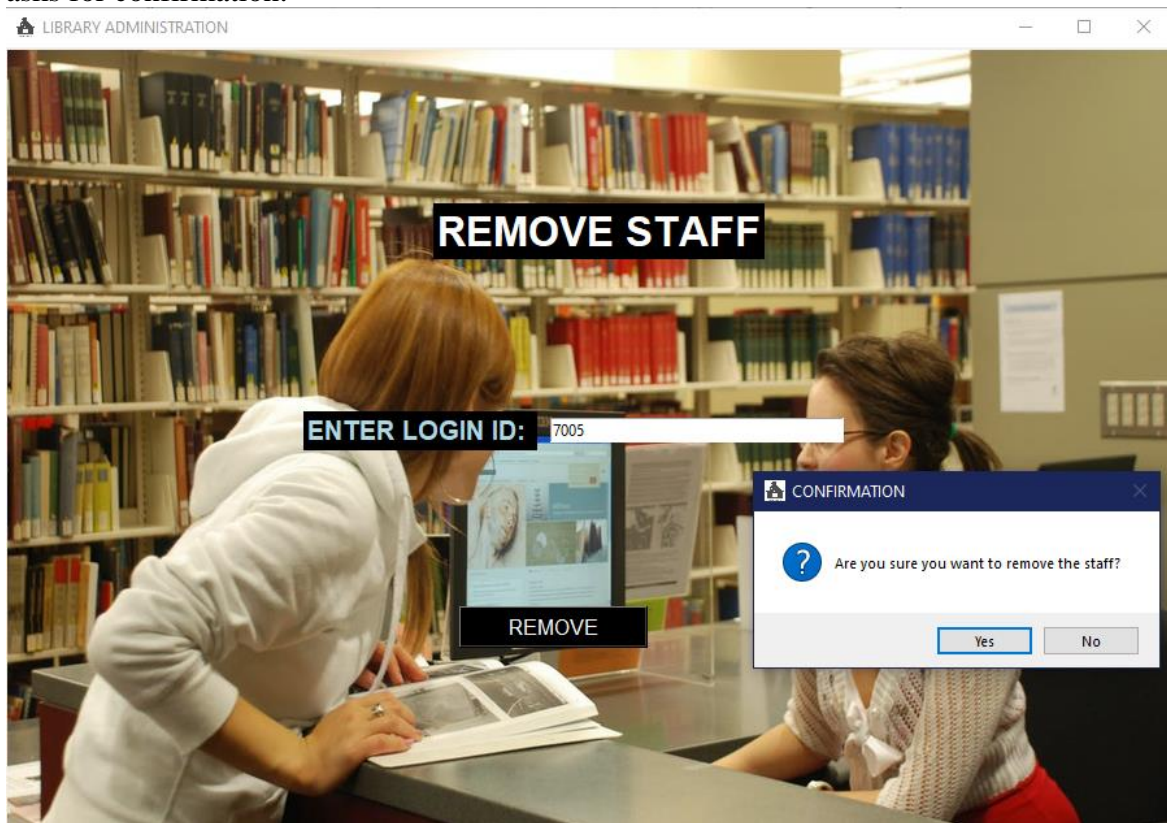 asks for confirmation.
LIBRARY ADMINISTRATION
REMOVE STAFF
ENTER LOGIN ID: 7005
CONFIRMATION
Are you sure you want to remove the staff?
REMOVE
Yes No